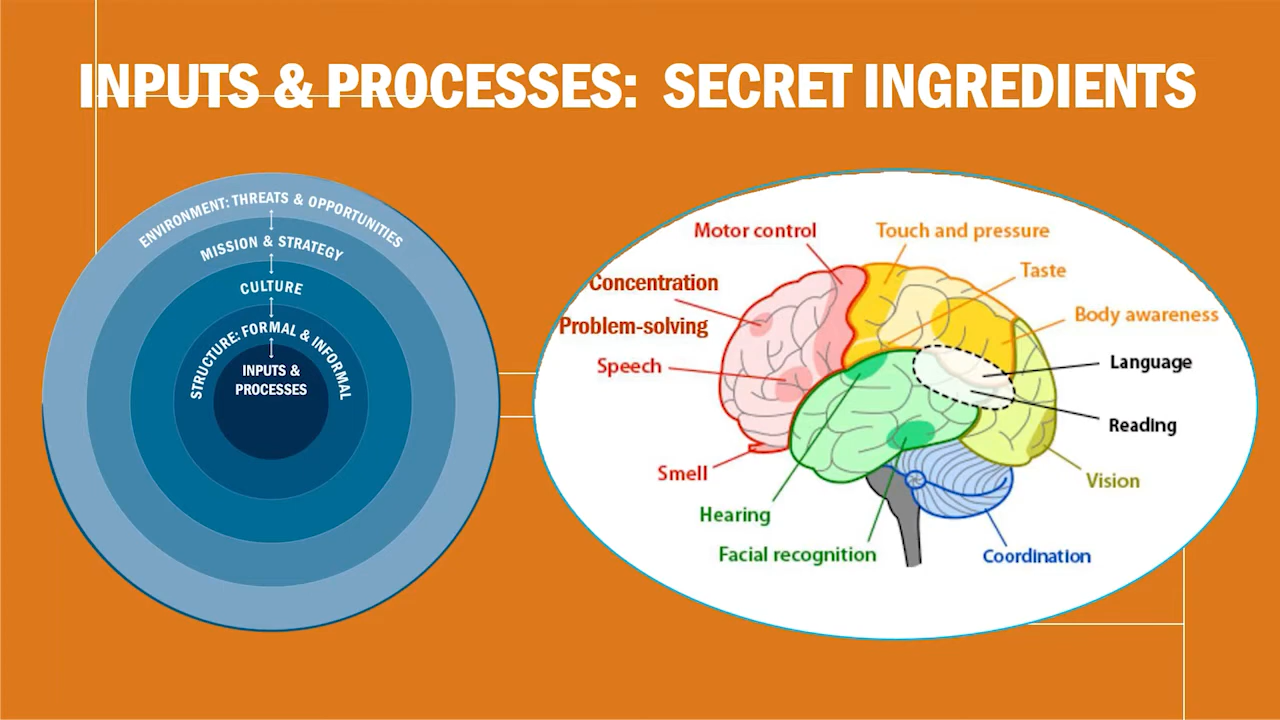 INPUTS & PROCESSES: SECRET INGREDIENTS
ENVIRONMENT: THREATS & OPPORTUNITIES
MISSION & STRATEGY
CULTURE
STRUCTURE: FORMAL & INFORMAL
INPUTS &
PROCESSES
Motor control
Touch and pressure
Concentration
Taste
Problem-solving
Body awareness
Speech
Language
Reading
Smell
Vision
Hearing
Facial recognition
Coordination